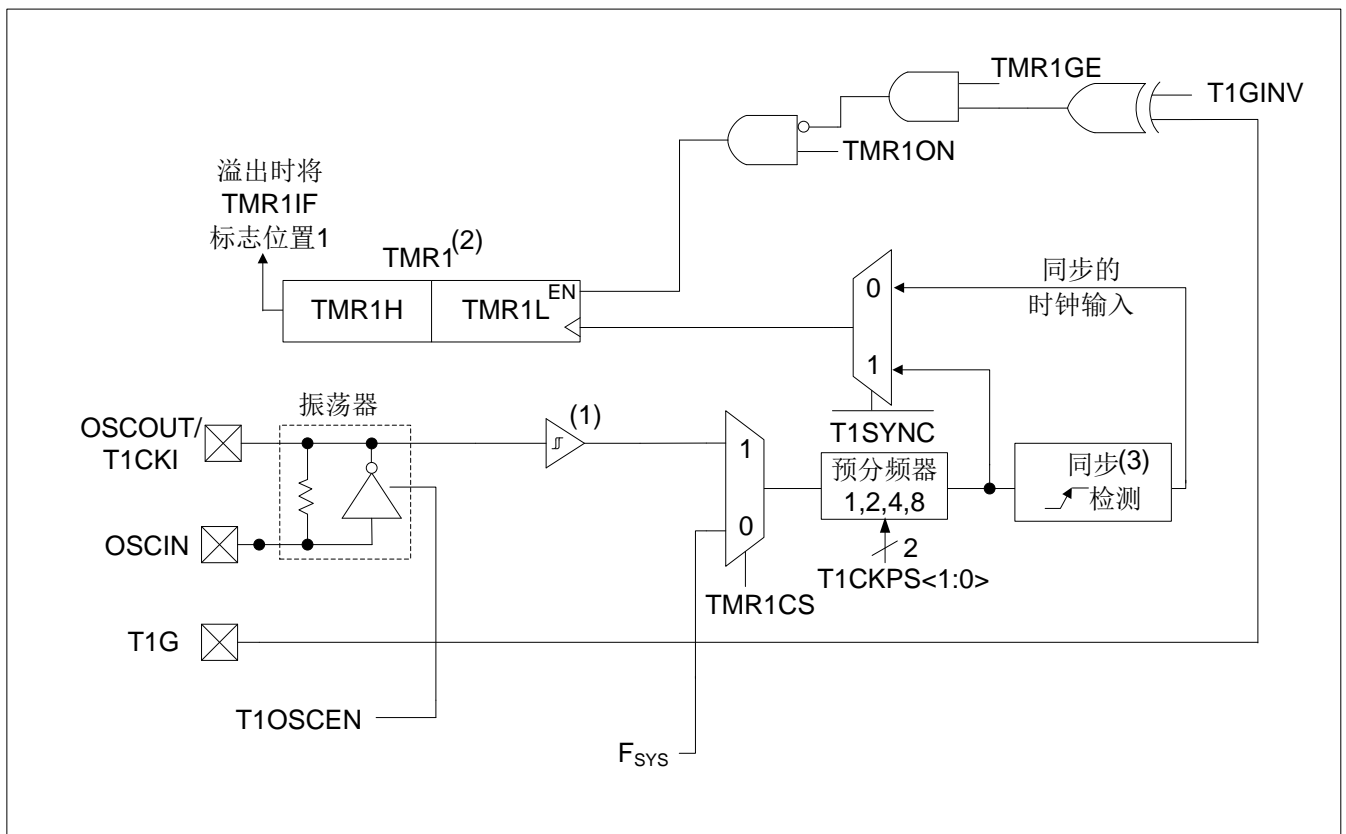 TMR1GE
T1GINV
TMR1ON
溢出时将
TMR1IF
标志位置1
TMR1(2)
EN
TMR1H
TMR1L
0
1
同步的
时钟输入
T1SYNC
振荡器
(1)
OSCOUT/
T1CKI
1
0
预分频器
1,2,4,8
同步(3)
检测
OSCIN
2
T1CKPS<1:0>
TMR1CS
T1G
T1OSCEN
FSYS